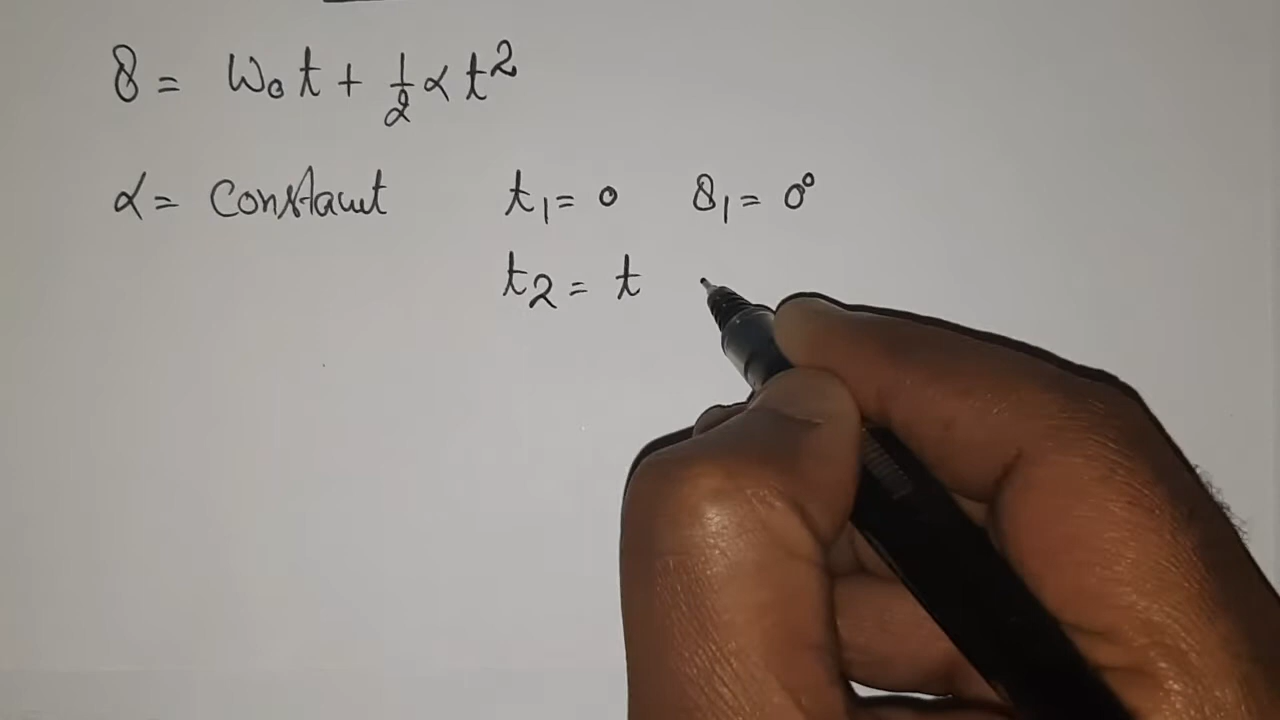 θ = ω₀t + ½αt²
α = Constant t₁ = 0 θ₁ = 0°
t₂ = t